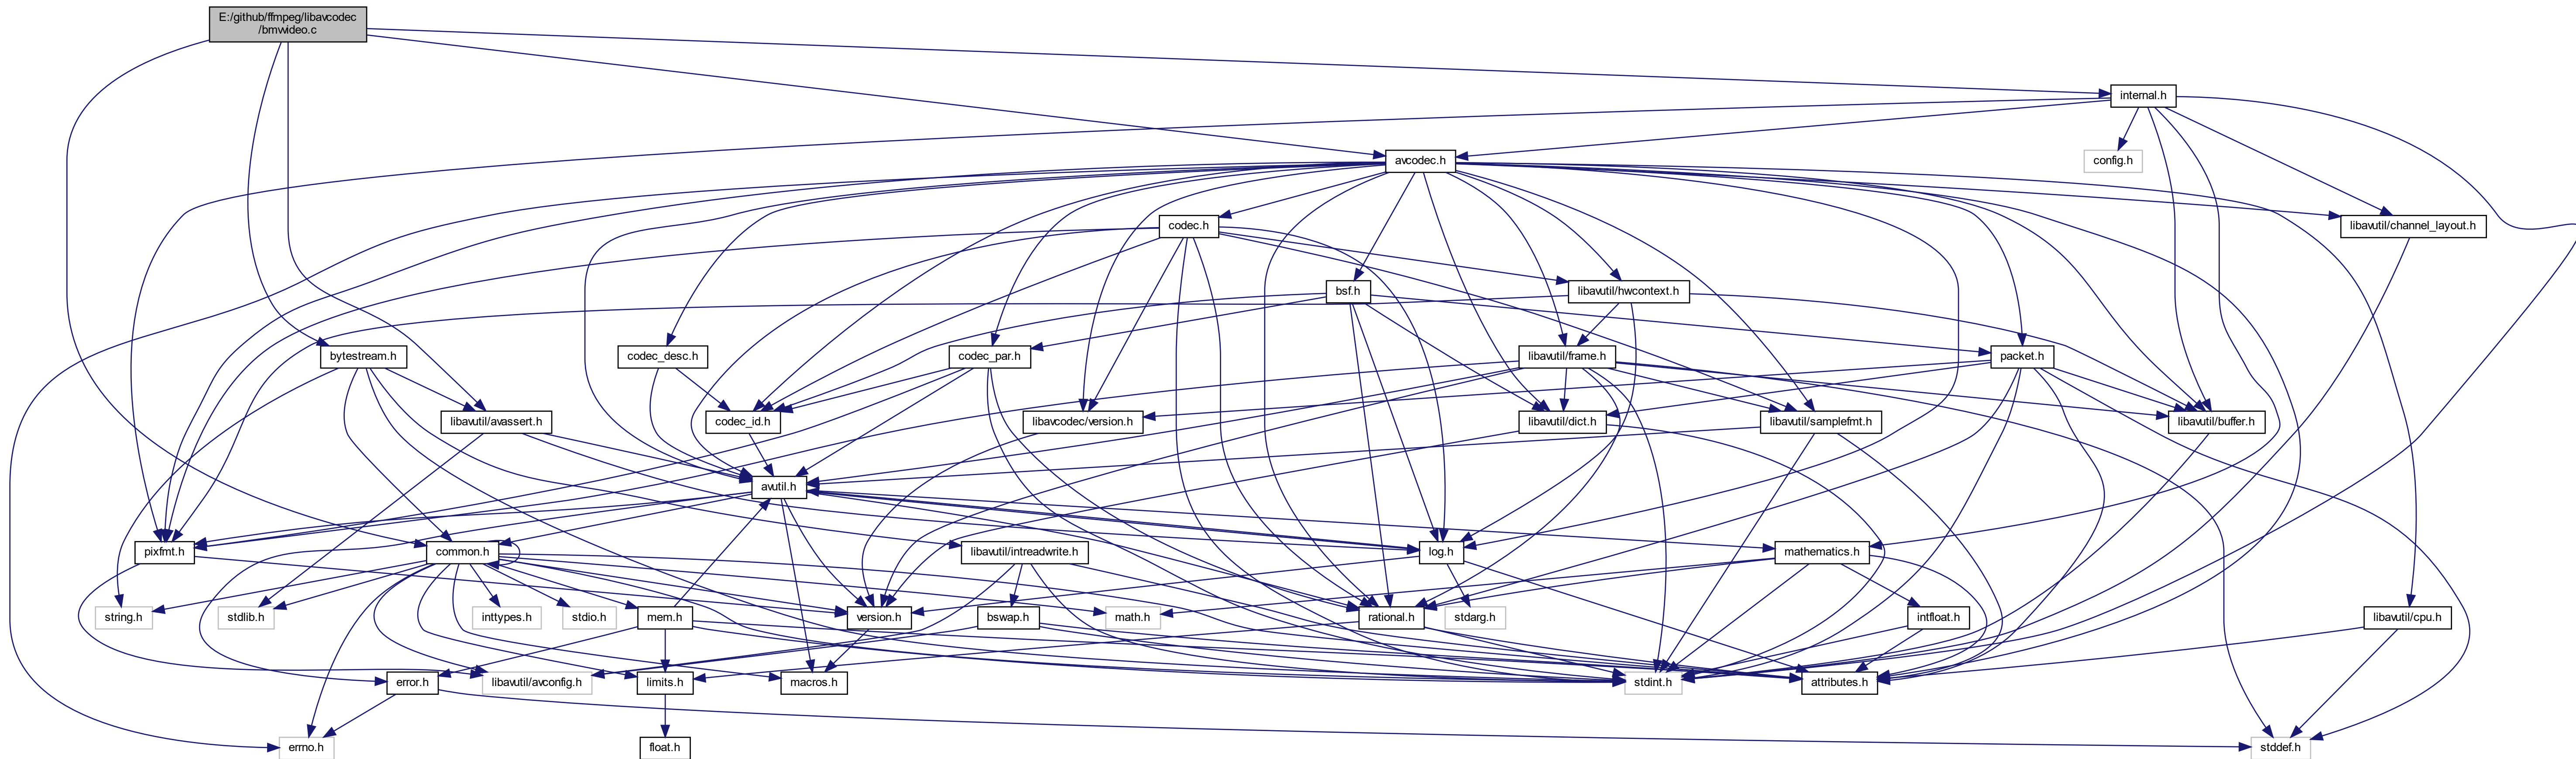 E:/github/ffmpeg/libavcodec
/bmvvideo.c
internal.h
avcodec.h
config.h
codec.h
libavutil/channel_layout.h
bsf.h
libavutil/hwcontext.h
bytestream.h
codec_desc.h
codec_par.h
libavutil/frame.h
packet.h
libavutil/avassert.h
codec_id.h
libavcodec/version.h
libavutil/dict.h
libavutil/samplefmt.h
libavutil/buffer.h
avutil.h
pixfmt.h
common.h
libavutil/intreadwrite.h
log.h
mathematics.h
string.h
stdlib.h
inttypes.h
stdio.h
mem.h
version.h
bswap.h
math.h
rational.h
stdarg.h
intfloat.h
libavutil/cpu.h
error.h
libavutil/avconfig.h
limits.h
macros.h
stdint.h
attributes.h
errno.h
float.h
stddef.h